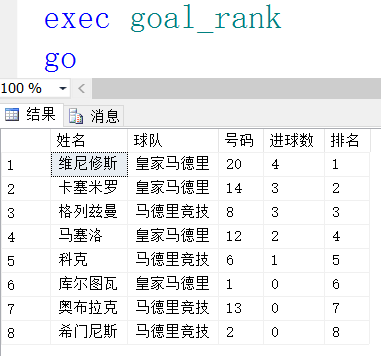 exec goal_rank
go
100 %
结果 消息
姓名 球队 号码 进球数 排名
1 维尼修斯 皇家马德里 20 4 1
2 卡塞米罗 皇家马德里 14 3 2
3 格列兹曼 马德里竞技 8 3 3
4 马塞洛 皇家马德里 12 2 4
5 科克 马德里竞技 6 1 5
6 库尔图瓦 皇家马德里 1 0 6
7 奥布拉克 马德里竞技 13 0 7
8 希门尼斯 马德里竞技 2 0 8